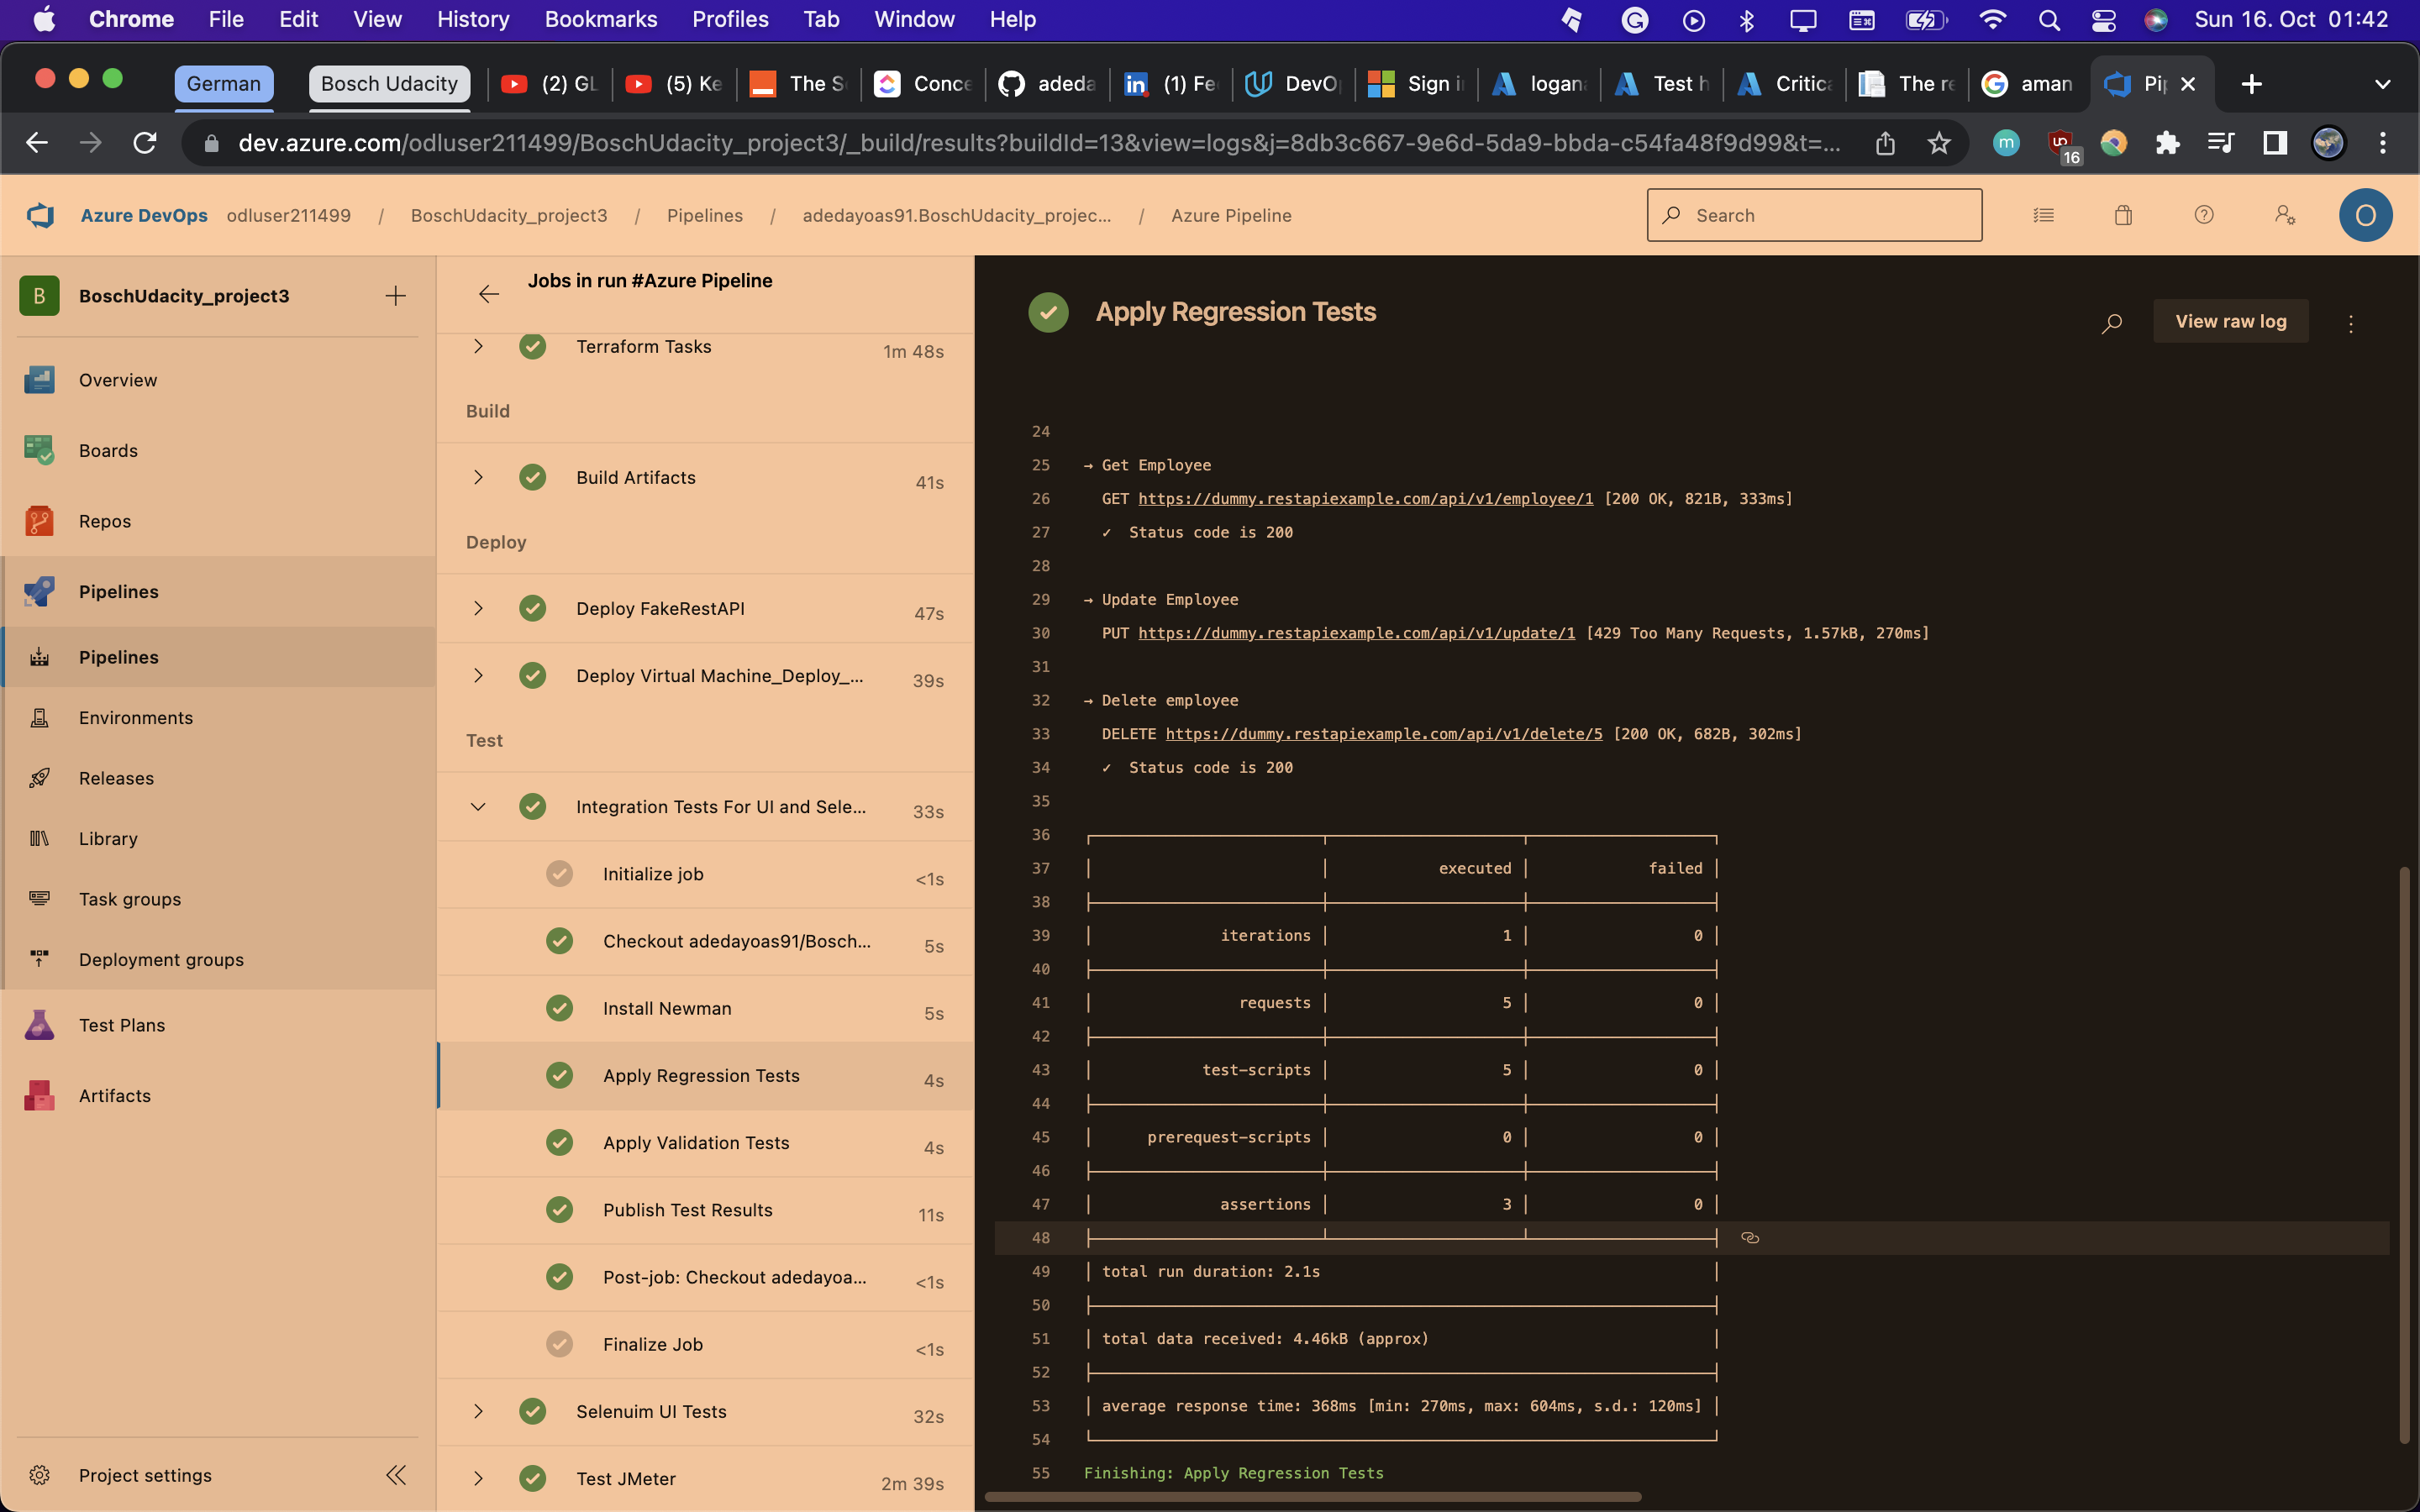 Chrome File Edit View History Bookmarks Profiles Tab Window Help Sun 16. Oct 01:42
German Bosch Udacity (2) GL (5) Ke The S Conce adeda (1) Fe DevO Sign i logan Test h Critic The re aman Pi
dev.azure.com/odluser211499/BoschUdacity_project3/_build/results?buildId=13&view=logs&j=8db3c667-9e6d-5da9-bbda-c54fa48f9d99&t=... m 16
Azure DevOps odluser211499 / BoschUdacity_project3 / Pipelines / adedayoas91.BoschUdacity_projec... / Azure Pipeline Search O
B BoschUdacity_project3
Overview
Boards
Repos
Pipelines
Pipelines
Environments
Releases
Library
Task groups
Deployment groups
Test Plans
Artifacts
Project settings
Jobs in run #Azure Pipeline
Terraform Tasks 1m 48s
Build
Build Artifacts 41s
Deploy
Deploy FakeRestAPI 47s
Deploy Virtual Machine_Deploy_... 39s
Test
Integration Tests For UI and Sele... 33s
Initialize job <1s
Checkout adedayoas91/Bosch... 5s
Install Newman 5s
Apply Regression Tests 4s
Apply Validation Tests 4s
Publish Test Results 11s
Post-job: Checkout adedayoa... <1s
Finalize Job <1s
Selenuim UI Tests 32s
Test JMeter 2m 39s
Apply Regression Tests
View raw log
24
25 → Get Employee
26 GET https://dummy.restapiexample.com/api/v1/employee/1 [200 OK, 821B, 333ms]
27 ✓ Status code is 200
28
29 → Update Employee
30 PUT https://dummy.restapiexample.com/api/v1/update/1 [429 Too Many Requests, 1.57kB, 270ms]
31
32 → Delete employee
33 DELETE https://dummy.restapiexample.com/api/v1/delete/5 [200 OK, 682B, 302ms]
34 ✓ Status code is 200
35
36
37 executed failed
38
39 iterations 1 0
40
41 requests 5 0
42
43 test-scripts 5 0
44
45 prerequest-scripts 0 0
46
47 assertions 3 0
48
49 total run duration: 2.1s
50
51 total data received: 4.46kB (approx)
52
53 average response time: 368ms [min: 270ms, max: 604ms, s.d.: 120ms]
54
55 Finishing: Apply Regression Tests